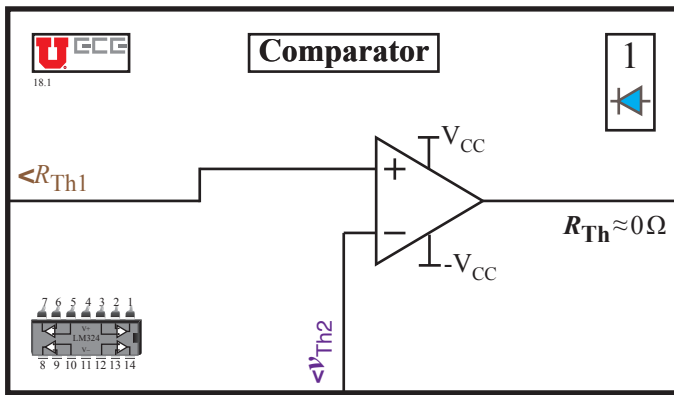 U ECE
18.1
Comparator
1
V_CC
<R_Th1
+
−
R_Th≈0Ω
-V_CC
7 6 5 4 3 2 1
V+
LM324
V−
8 9 10 11 12 13 14
<v_Th2